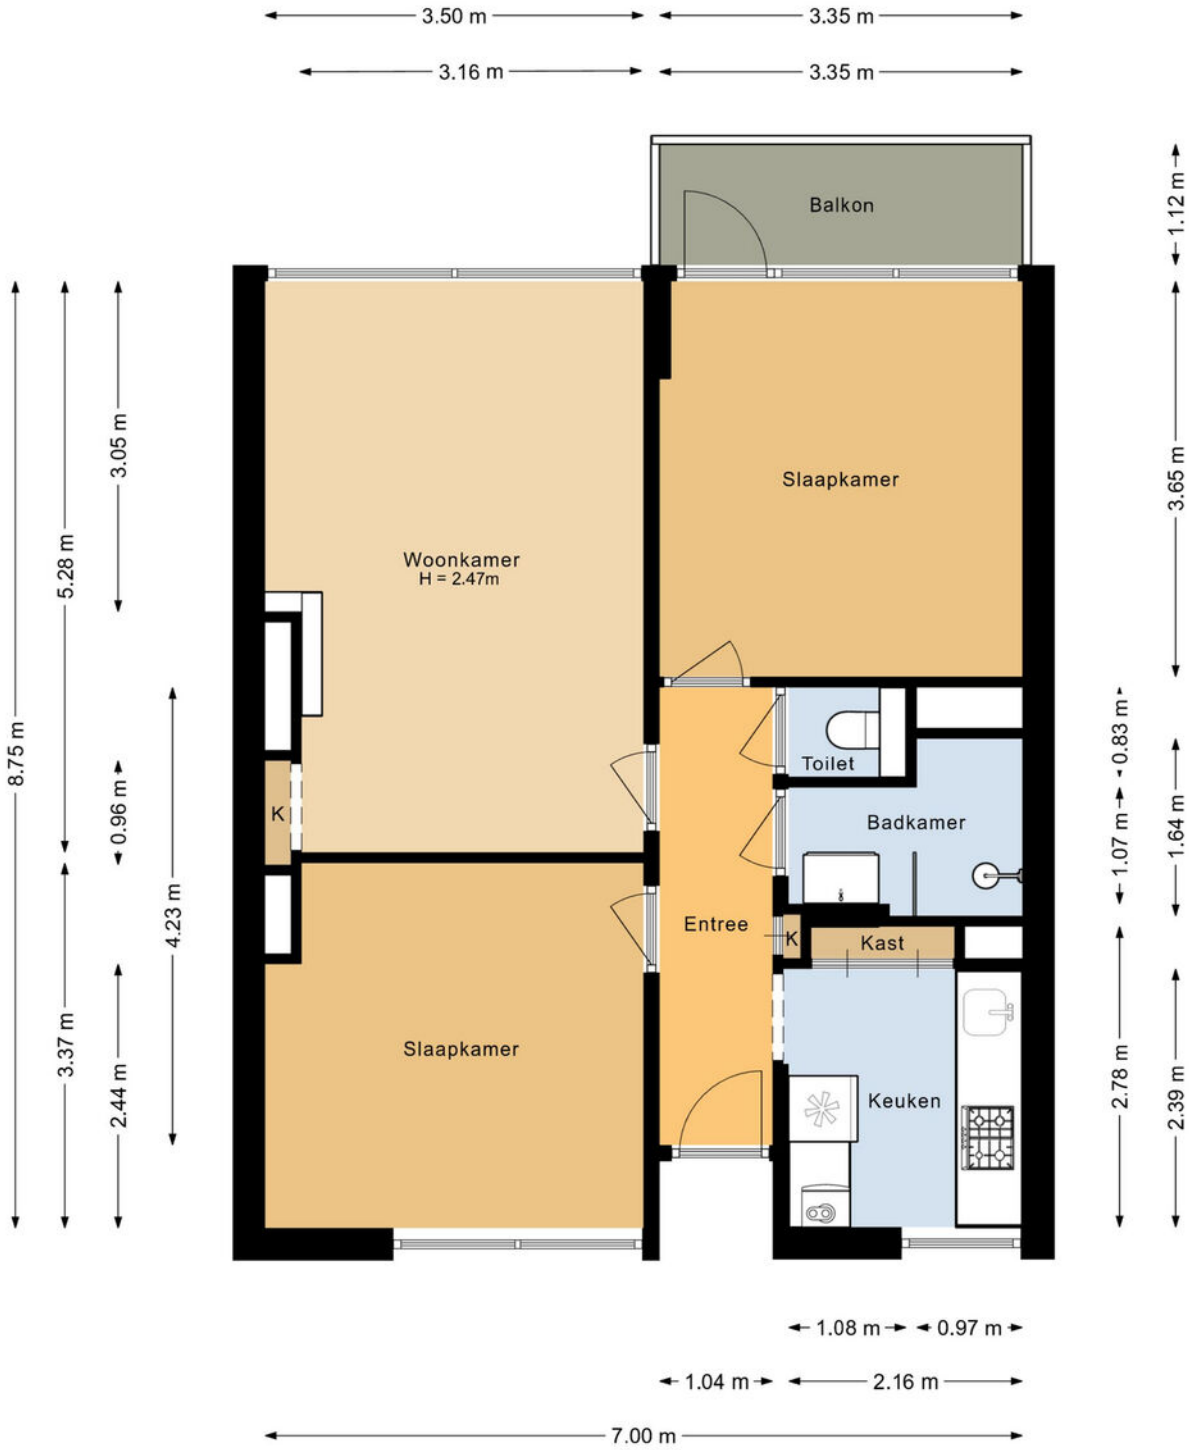 3.50 m
3.35 m
3.16 m
3.35 m
1.12 m
Balkon
8.75 m
5.28 m
3.05 m
3.65 m
Slaapkamer
Woonkamer
H = 2.47m
4.23 m
0.96 m
K
0.83 m
Toilet
1.64 m
1.07 m
Badkamer
Entree
K
Kast
3.37 m
2.44 m
Slaapkamer
Keuken
2.78 m
2.39 m
1.08 m
0.97 m
1.04 m
2.16 m
7.00 m